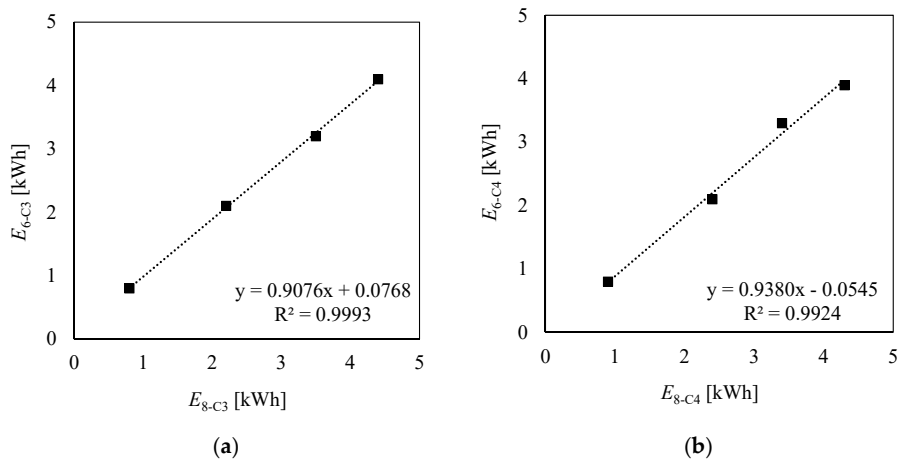 5
4
3
2
1
0
E6-C3 [kWh]
y = 0.9076x + 0.0768
R² = 0.9993
0 1 2 3 4 5
E8-C3 [kWh]
(a)
5
4
3
2
1
0
E6-C4 [kWh]
y = 0.9380x - 0.0545
R² = 0.9924
0 1 2 3 4 5
E8-C4 [kWh]
(b)